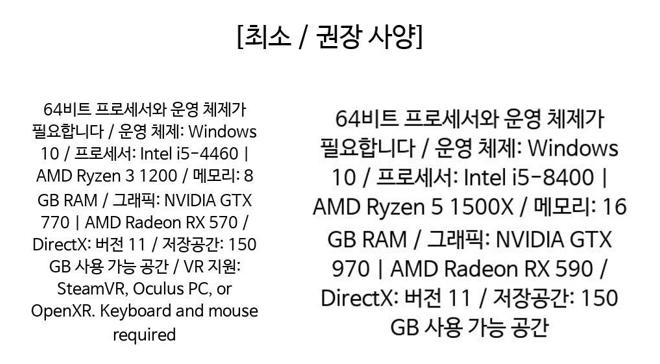 [최소 / 권장 사양]
64비트 프로세서와 운영 체제가
필요합니다 / 운영 체제: Windows
10 / 프로세서: Intel i5-4460 |
AMD Ryzen 3 1200 / 메모리: 8
GB RAM / 그래픽: NVIDIA GTX
770 | AMD Radeon RX 570 /
DirectX: 버전 11 / 저장공간: 150
GB 사용 가능 공간 / VR 지원:
SteamVR, Oculus PC, or
OpenXR. Keyboard and mouse
required
64비트 프로세서와 운영 체제가
필요합니다 / 운영 체제: Windows
10 / 프로세서: Intel i5-8400 |
AMD Ryzen 5 1500X / 메모리: 16
GB RAM / 그래픽: NVIDIA GTX
970 | AMD Radeon RX 590 /
DirectX: 버전 11 / 저장공간: 150
GB 사용 가능 공간